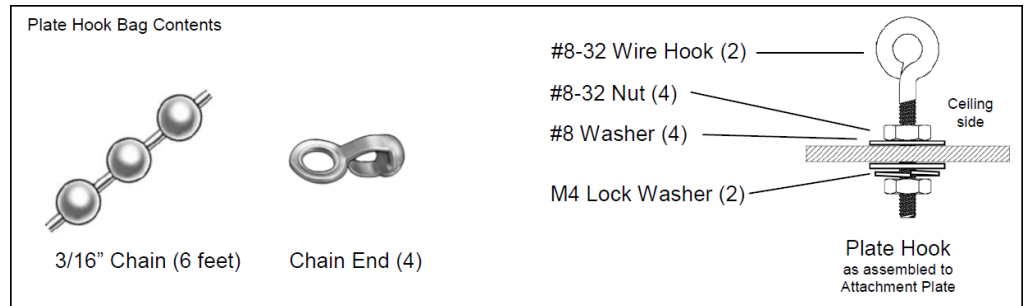 Plate Hook Bag Contents
3/16” Chain (6 feet)
Chain End (4)
#8-32 Wire Hook (2)
#8-32 Nut (4)
#8 Washer (4)
M4 Lock Washer (2)
Ceiling
side
Plate Hook
as assembled to
Attachment Plate